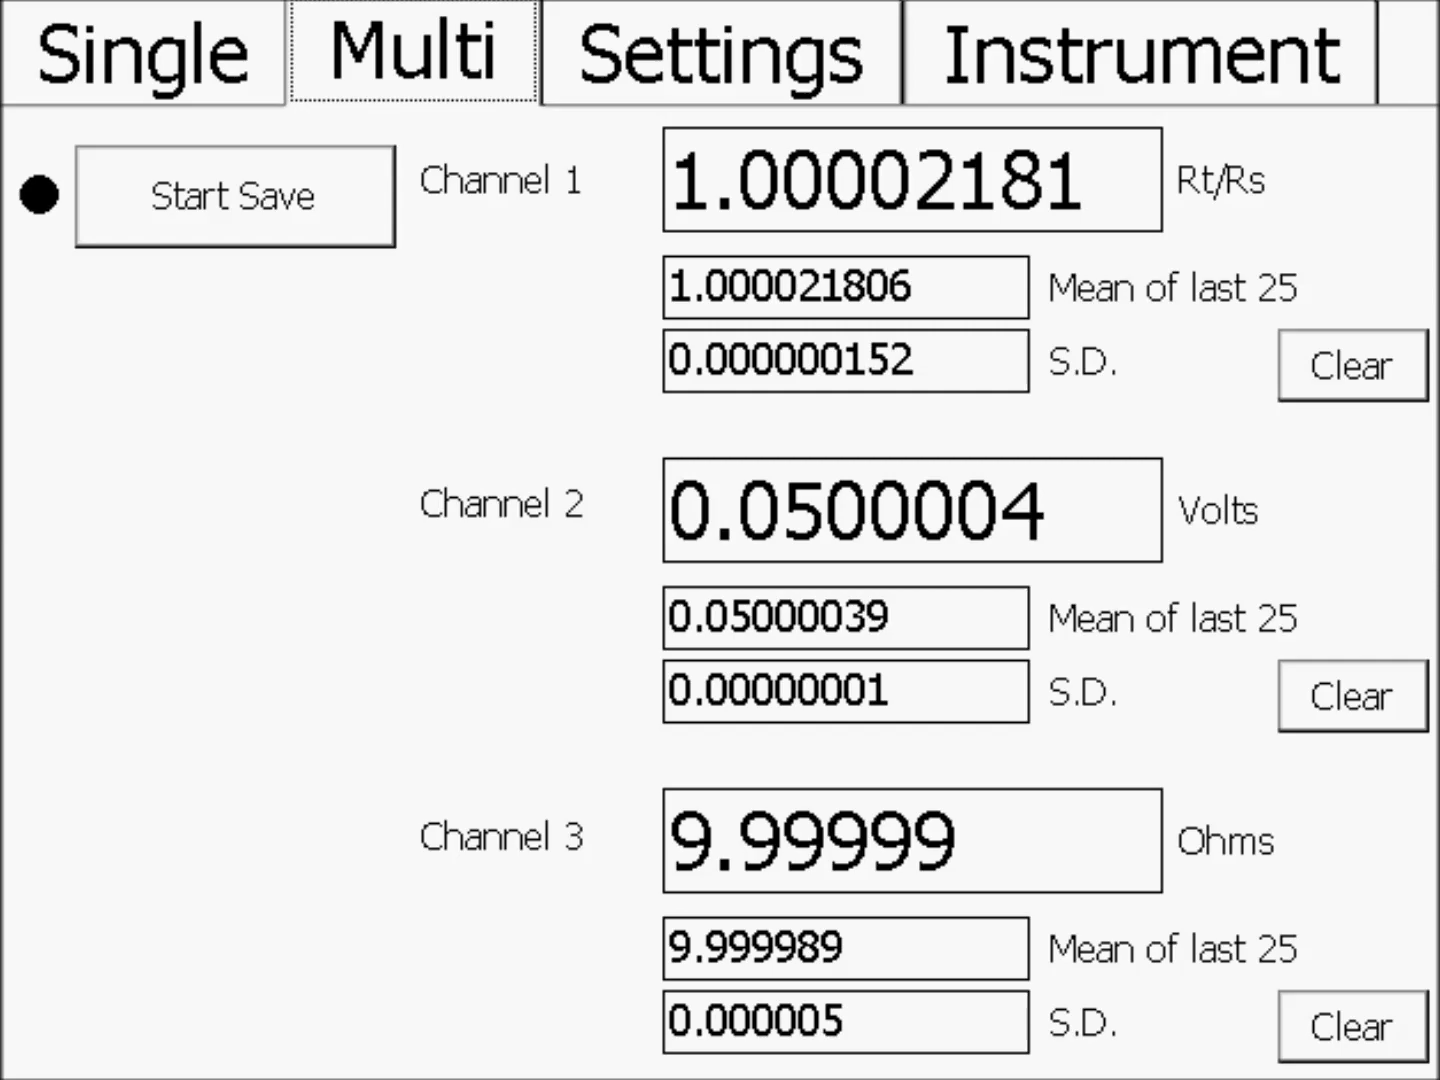 Single Multi Settings Instrument
Start Save
Channel 1 1.00002181 Rt/Rs
1.000021806 Mean of last 25
0.000000152 S.D. Clear
Channel 2 0.0500004 Volts
0.05000039 Mean of last 25
0.00000001 S.D. Clear
Channel 3 9.99999 Ohms
9.999989 Mean of last 25
0.000005 S.D. Clear